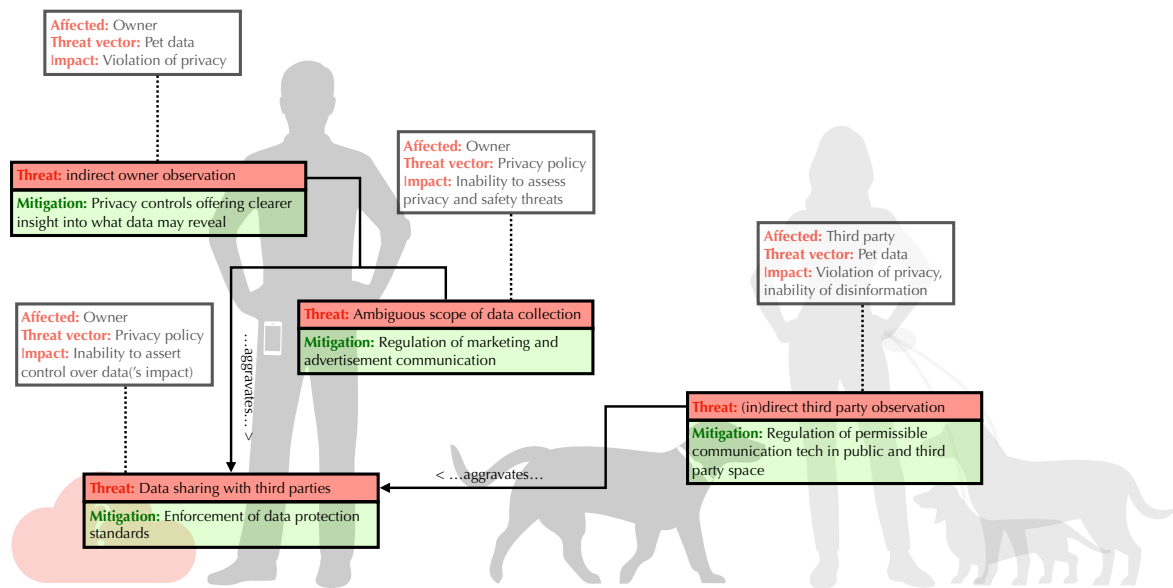 Affected: Owner
Threat vector: Pet data
Impact: Violation of privacy
Threat: indirect owner observation
Mitigation: Privacy controls offering clearer
insight into what data may reveal
Affected: Owner
Threat vector: Privacy policy
Impact: Inability to assess
privacy and safety threats
Threat: Ambiguous scope of data collection
Mitigation: Regulation of marketing and
advertisement communication
Affected: Third party
Threat vector: Pet data
Impact: Violation of privacy,
inability of disinformation
Threat: (in)direct third party observation
Mitigation: Regulation of permissible
communication tech in public and third
party space
Affected: Owner
Threat vector: Privacy policy
Impact: Inability to assert
control over data('s impact)
…aggravates… >
< …aggravates…
Threat: Data sharing with third parties
Mitigation: Enforcement of data protection
standards